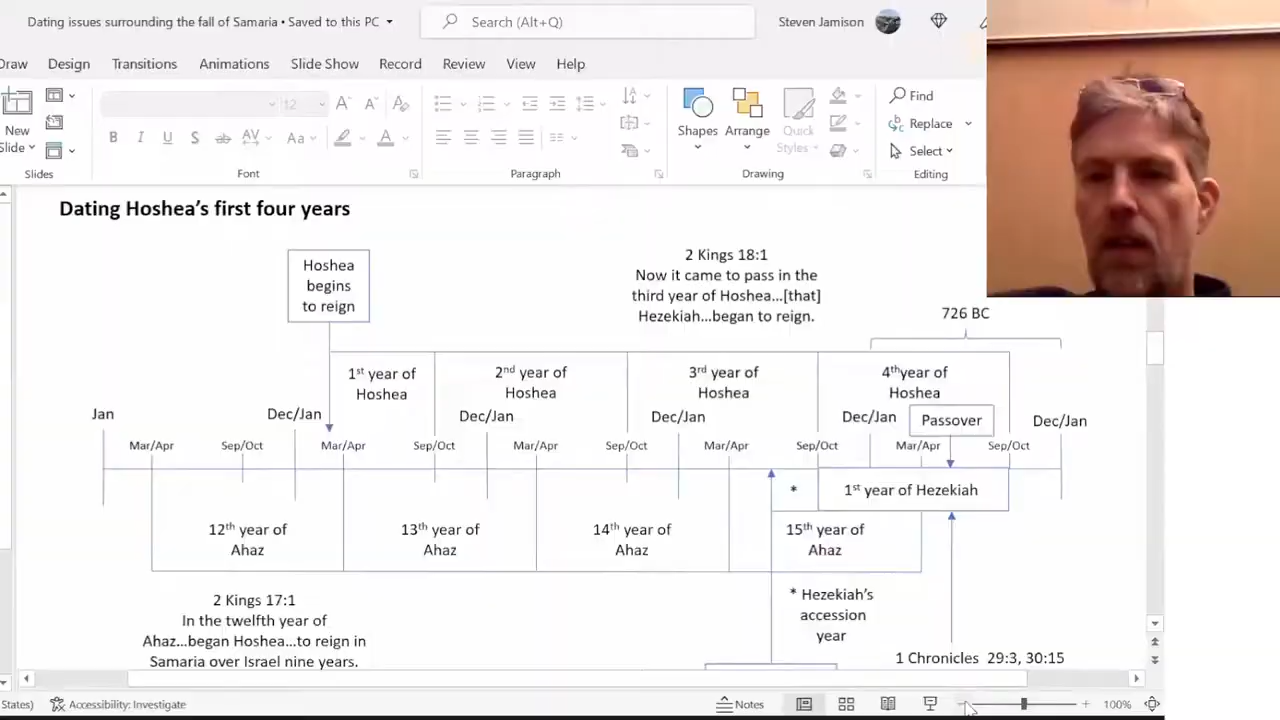 Dating issues surrounding the fall of Samaria • Saved to this PC
Search (Alt+Q)
Steven Jamison
Draw Design Transitions Animations Slide Show Record Review View Help
New
Slide
Slides
12
B I U S ab AV Aa A
Font
Paragraph
Shapes
Arrange
Quick
Styles
Drawing
Find
Replace
Select
Editing
Dating Hoshea's first four years
Hoshea
begins
to reign
2 Kings 18:1
Now it came to pass in the
third year of Hoshea...[that]
Hezekiah...began to reign.
726 BC
1st year of
Hoshea
2nd year of
Hoshea
3rd year of
Hoshea
4thyear of
Hoshea
Jan Dec/Jan Dec/Jan Dec/Jan Dec/Jan Passover Dec/Jan
Mar/Apr Sep/Oct Mar/Apr Sep/Oct Mar/Apr Sep/Oct Mar/Apr Sep/Oct Mar/Apr Sep/Oct
* 1st year of Hezekiah
12th year of
Ahaz
13th year of
Ahaz
14th year of
Ahaz
15th year of
Ahaz
* Hezekiah's
accession
year
2 Kings 17:1
In the twelfth year of
Ahaz...began Hoshea...to reign in
Samaria over Israel nine years.
1 Chronicles 29:3, 30:15
States) Accessibility: Investigate
Notes
100%